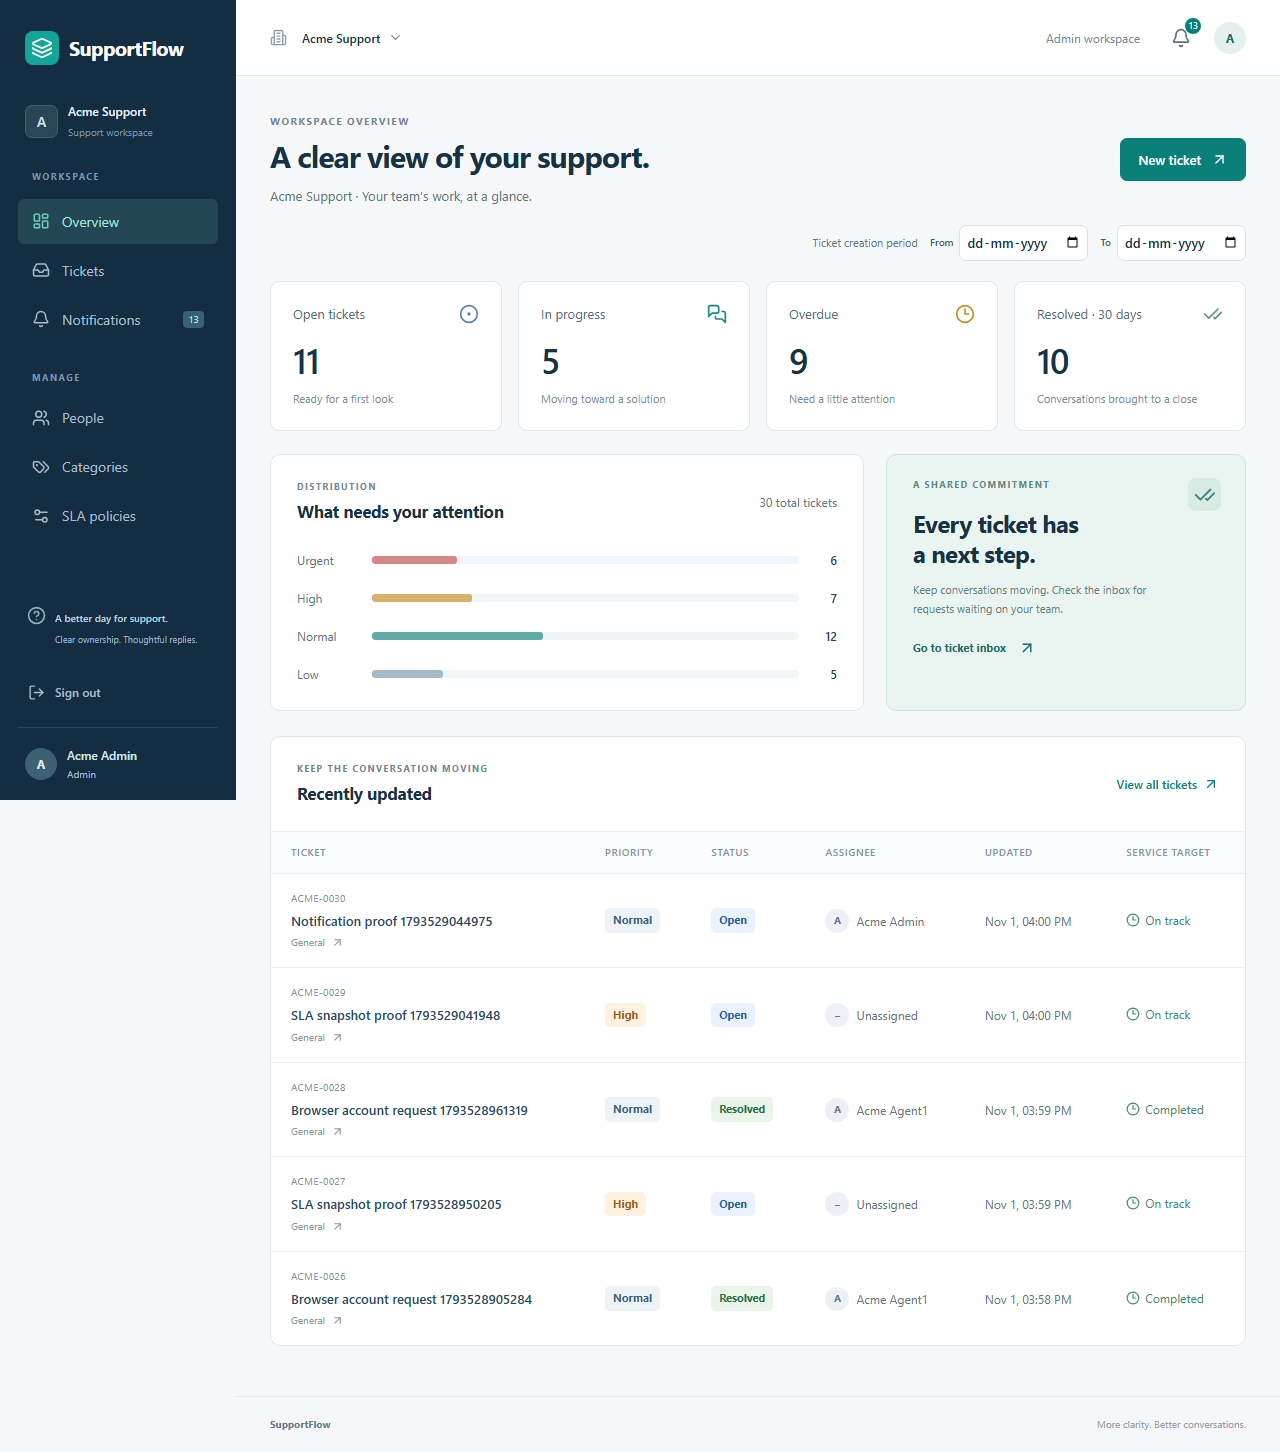 SupportFlow
A
Acme Support
Support workspace
WORKSPACE
Overview
Tickets
Notifications 13
MANAGE
People
Categories
SLA policies
A better day for support.
Clear ownership. Thoughtful replies.
Sign out
A
Acme Admin
Admin
Acme Support
Admin workspace
13
A
WORKSPACE OVERVIEW
A clear view of your support.
Acme Support · Your team's work, at a glance.
New ticket
Ticket creation period From dd-mm-yyyy To dd-mm-yyyy
Open tickets
11
Ready for a first look
In progress
5
Moving toward a solution
Overdue
9
Need a little attention
Resolved · 30 days
10
Conversations brought to a close
DISTRIBUTION
What needs your attention
30 total tickets
Urgent 6
High 7
Normal 12
Low 5
A SHARED COMMITMENT
Every ticket has
a next step.
Keep conversations moving. Check the inbox for
requests waiting on your team.
Go to ticket inbox
KEEP THE CONVERSATION MOVING
Recently updated
View all tickets
TICKET PRIORITY STATUS ASSIGNEE UPDATED SERVICE TARGET
ACME-0030
Notification proof 1793529044975 Normal Open A Acme Admin Nov 1, 04:00 PM On track
General
ACME-0029
SLA snapshot proof 1793529041948 High Open – Unassigned Nov 1, 04:00 PM On track
General
ACME-0028
Browser account request 1793528961319 Normal Resolved A Acme Agent1 Nov 1, 03:59 PM Completed
General
ACME-0027
SLA snapshot proof 1793528950205 High Open – Unassigned Nov 1, 03:59 PM On track
General
ACME-0026
Browser account request 1793528905284 Normal Resolved A Acme Agent1 Nov 1, 03:58 PM Completed
General
SupportFlow
More clarity. Better conversations.